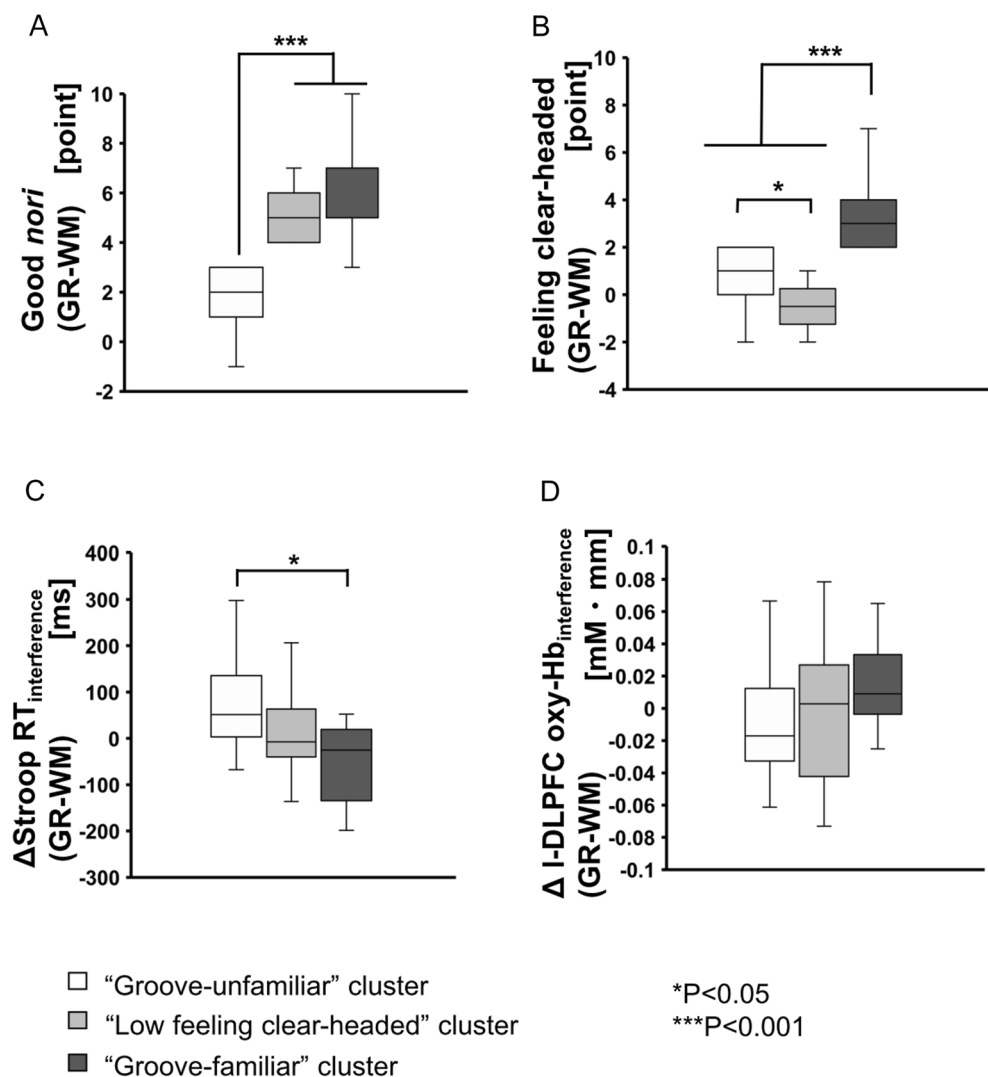 A
Good nori [point]
(GR-WM)
10
8
6
4
2
0
-2
***
B
Feeling clear-headed [point]
(GR-WM)
10
8
6
4
2
0
-2
-4
***
*
C
ΔStroop RTinterference [ms]
(GR-WM)
400
300
200
100
0
-100
-200
-300
*
D
Δ l-DLPFC oxy-Hbinterference [mM・mm]
(GR-WM)
0.1
0.08
0.06
0.04
0.02
0
-0.02
-0.04
-0.06
-0.08
-0.1
“Groove-unfamiliar” cluster
“Low feeling clear-headed” cluster
“Groove-familiar” cluster
*P<0.05
***P<0.001